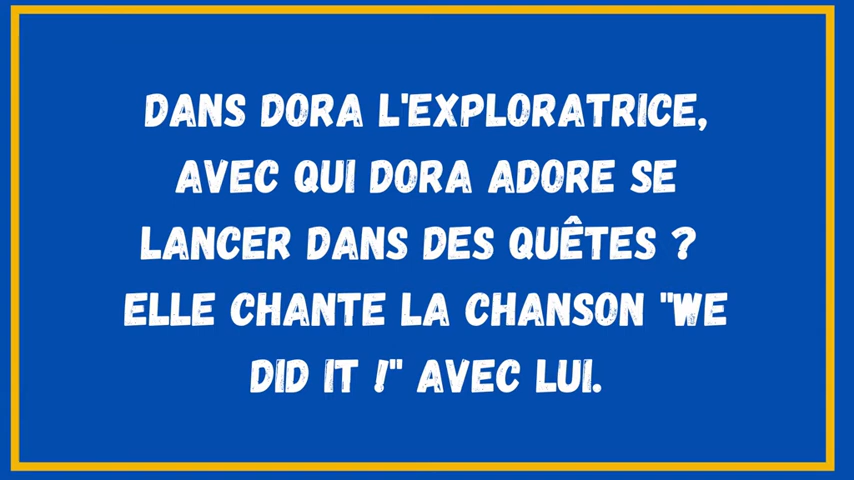 DANS DORA L'EXPLORATRICE,
AVEC QUI DORA ADORE SE
LANCER DANS DES QUÊTES ?
ELLE CHANTE LA CHANSON "WE
DID IT !" AVEC LUI.